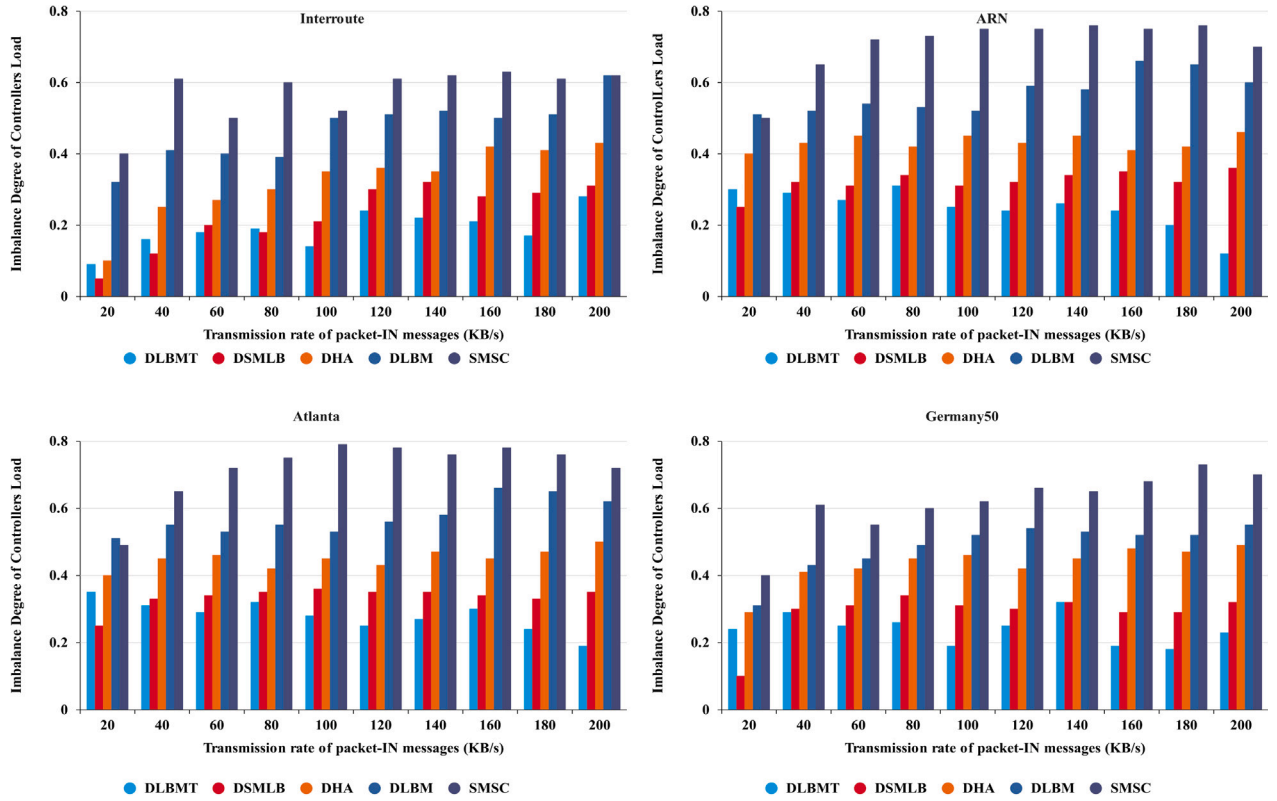 Interroute
Imbalance Degree of Controllers Load
0.8
0.6
0.4
0.2
0
20 40 60 80 100 120 140 160 180 200
Transmission rate of packet-IN messages (KB/s)
DLBMT DSMLB DHA DLBM SMSC
ARN
Imbalance Degree of ControlLers Load
0.8
0.6
0.4
0.2
0
20 40 60 80 100 120 140 160 180 200
Transmission rate of packet-IN messages (KB/s)
DLBMT DSMLB DHA DLBM SMSC
Atlanta
Imbalance Degree of Controllers Load
0.8
0.6
0.4
0.2
0
20 40 60 80 100 120 140 160 180 200
Transmission rate of packet-IN messages (KB/s)
DLBMT DSMLB DHA DLBM SMSC
Germany50
Imbalance Degree of Controllers Load
0.8
0.6
0.4
0.2
0
20 40 60 80 100 120 140 160 180 200
Transmission rate of packet-IN messages (KB/s)
DLBMT DSMLB DHA DLBM SMSC